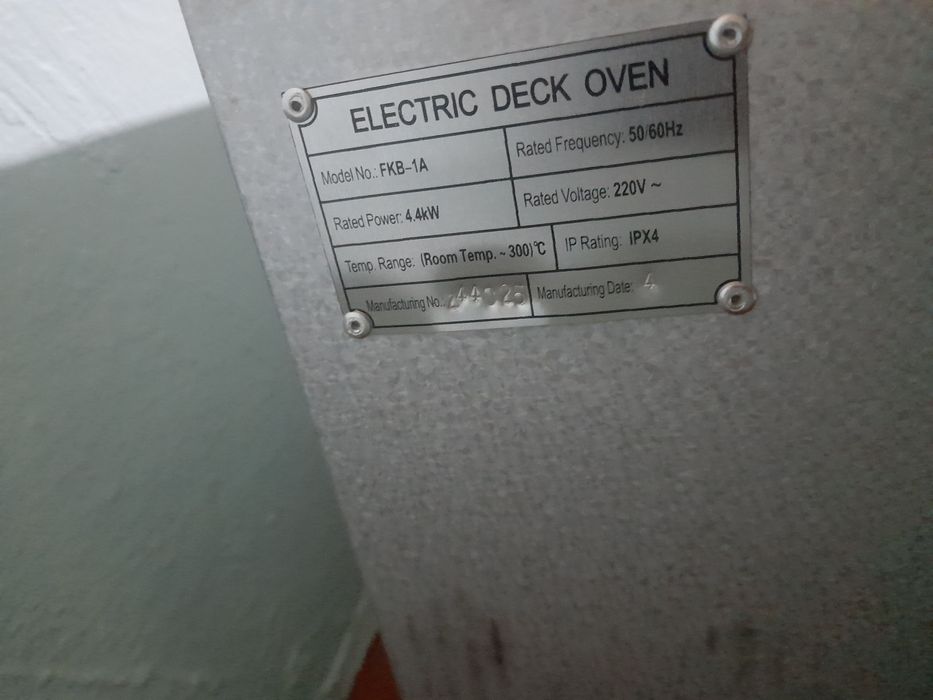 ELECTRIC DECK OVEN
Model No.: FKB-1A
Rated Frequency: 50/60Hz
Rated Power: 4.4kW
Rated Voltage: 220V ~
Temp. Range: (Room Temp. ~ 300)℃
IP Rating: IPX4
Manufacturing No.:
Manufacturing Date: 4